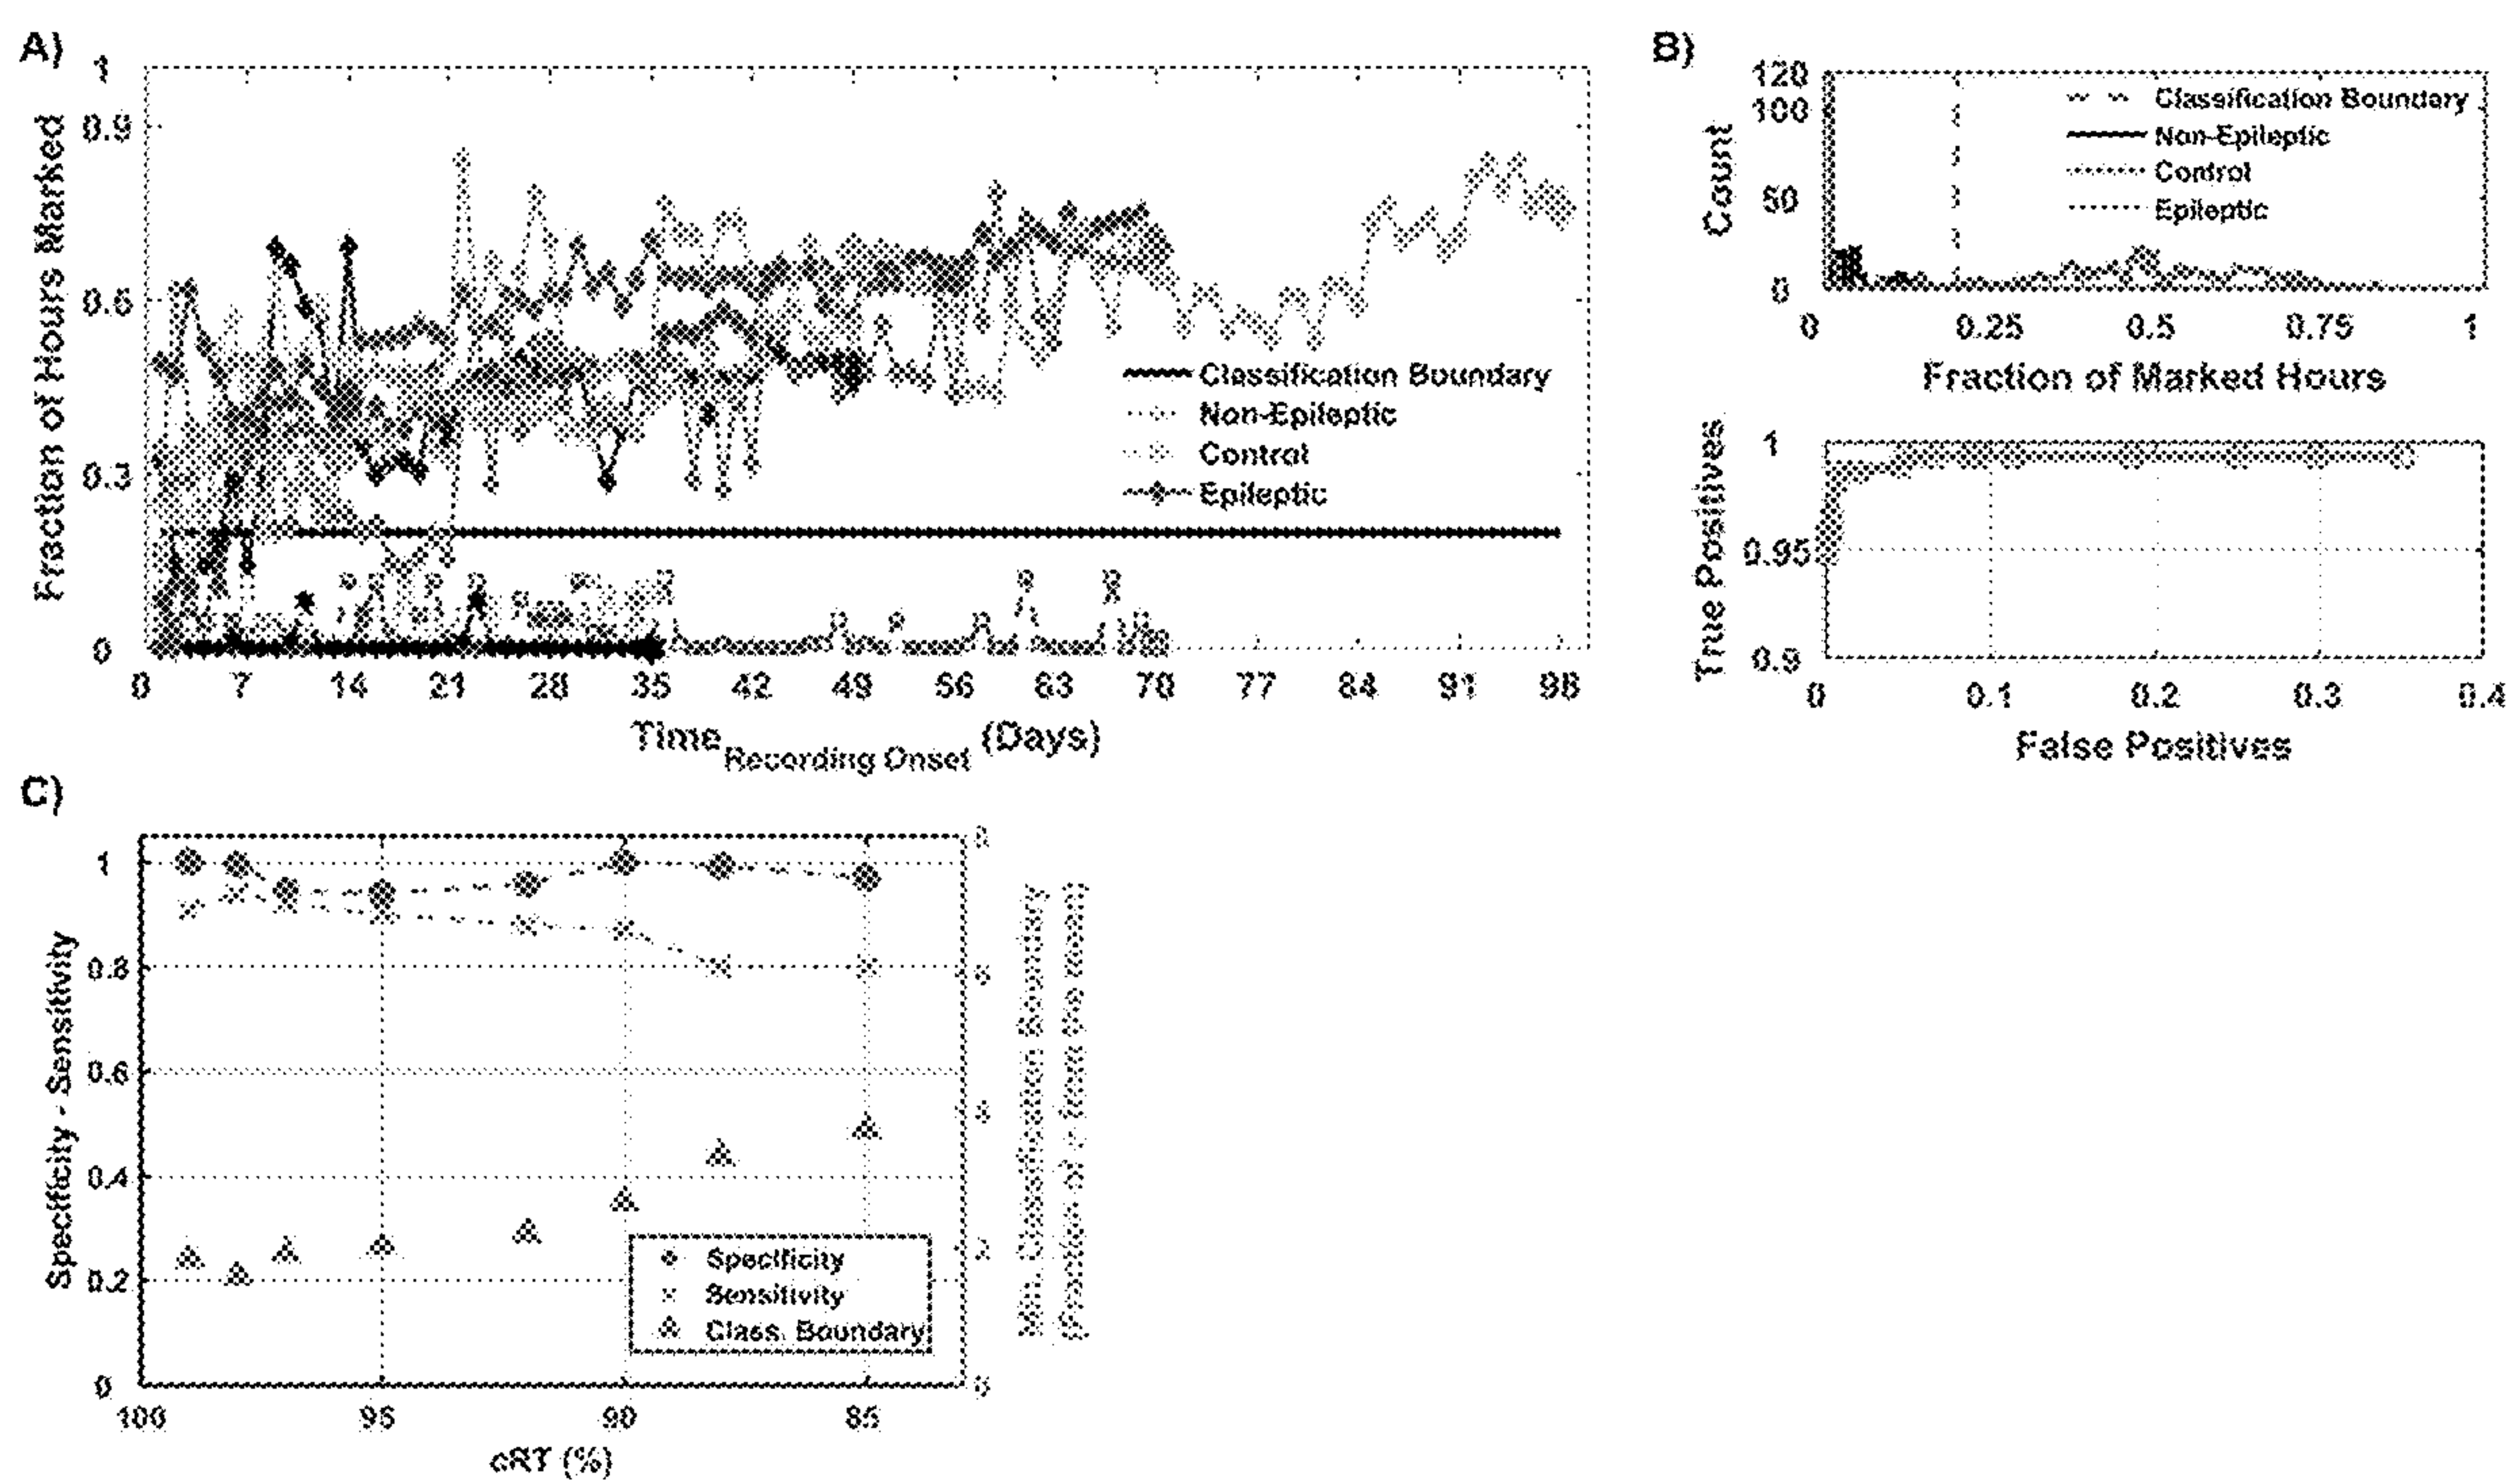 A)
1
0.9
0.6
0.3
0
Fraction of Hours Marked
0 7 14 21 28 35 42 49 56 63 70 77 84 91 98
Time Recording Onset (Days)
Classification Boundary
Non-Epileptic
Control
Epileptic
B)
120
100
50
0
Count
Classification Boundary
Non-Epileptic
Control
Epileptic
0 0.25 0.5 0.75 1
Fraction of Marked Hours
1
0.95
0.9
True Positives
0 0.1 0.2 0.3 0.4
False Positives
C)
1
0.8
0.6
0.4
0.2
0
Specificity - Sensitivity
Specificity
Sensitivity
Class. Boundary
100 95 90 85
cRT (%)